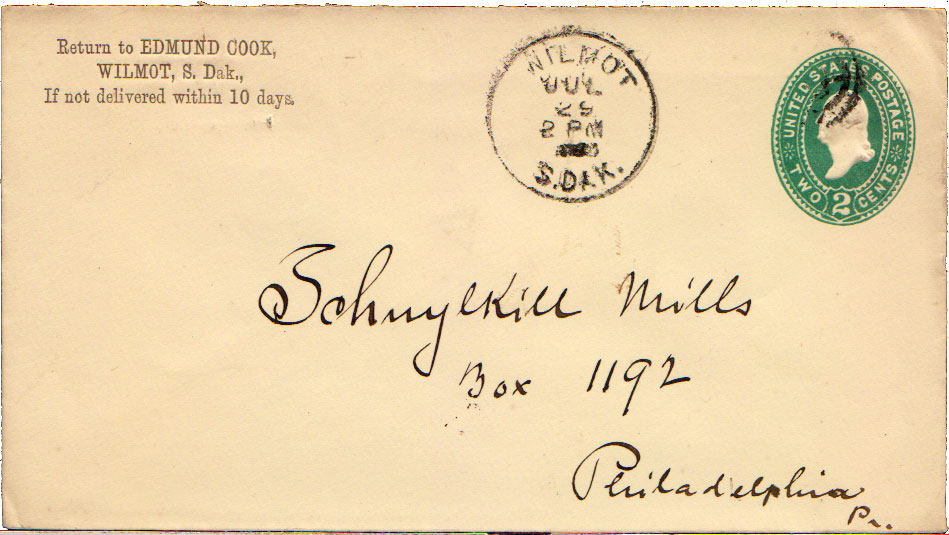 Return to EDMUND COOK,
WILMOT, S. Dak.,
If not delivered within 10 days.
WILMOT
JUL
29
2 PM
S.DAK.
UNITED STATES POSTAGE
TWO 2 CENTS
Schuylkill Mills
Box 1192
Philadelphia
Pa.